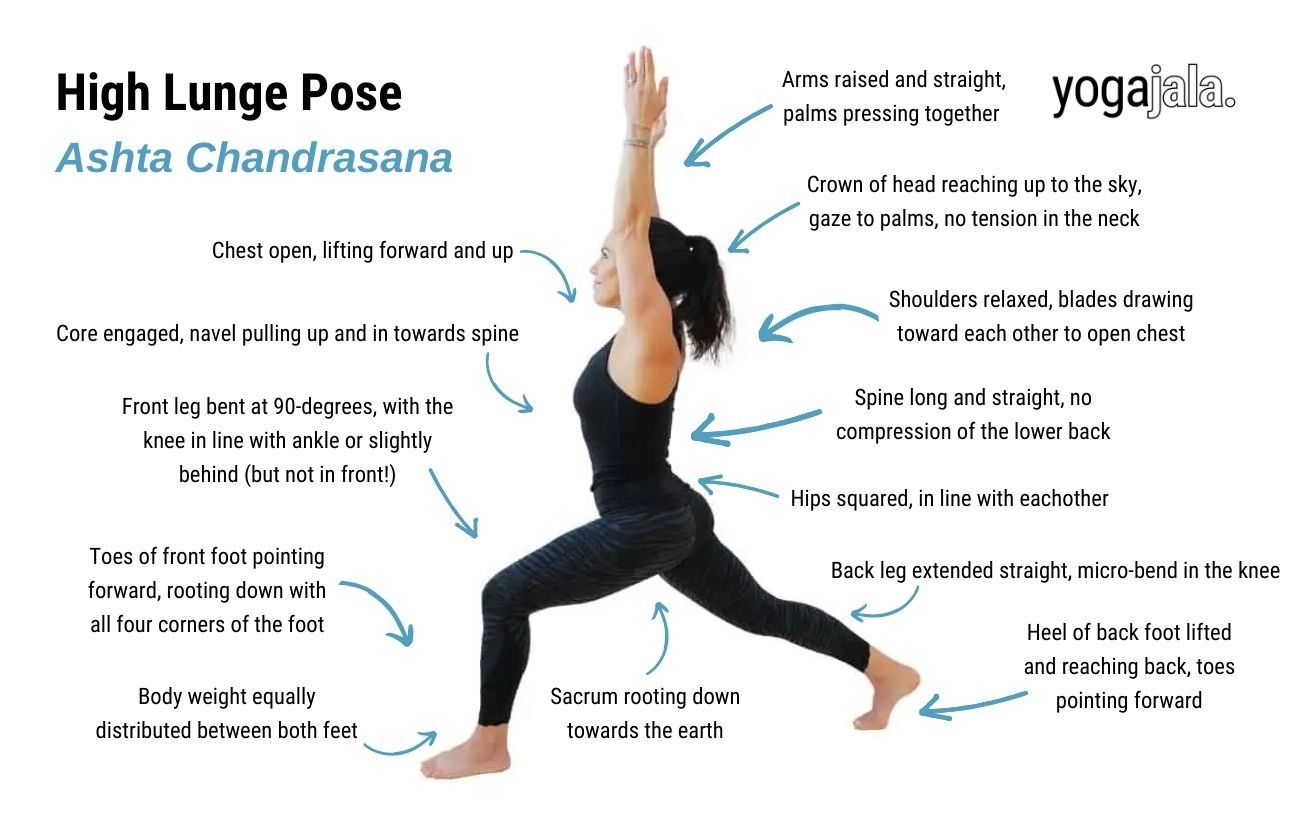 High Lunge Pose
Ashta Chandrasana
yogajala.
Arms raised and straight,
palms pressing together
Crown of head reaching up to the sky,
gaze to palms, no tension in the neck
Chest open, lifting forward and up
Shoulders relaxed, blades drawing
toward each other to open chest
Core engaged, navel pulling up and in towards spine
Spine long and straight, no
compression of the lower back
Front leg bent at 90-degrees, with the
knee in line with ankle or slightly
behind (but not in front!)
Hips squared, in line with eachother
Toes of front foot pointing
forward, rooting down with
all four corners of the foot
Back leg extended straight, micro-bend in the knee
Heel of back foot lifted
and reaching back, toes
pointing forward
Body weight equally
distributed between both feet
Sacrum rooting down
towards the earth